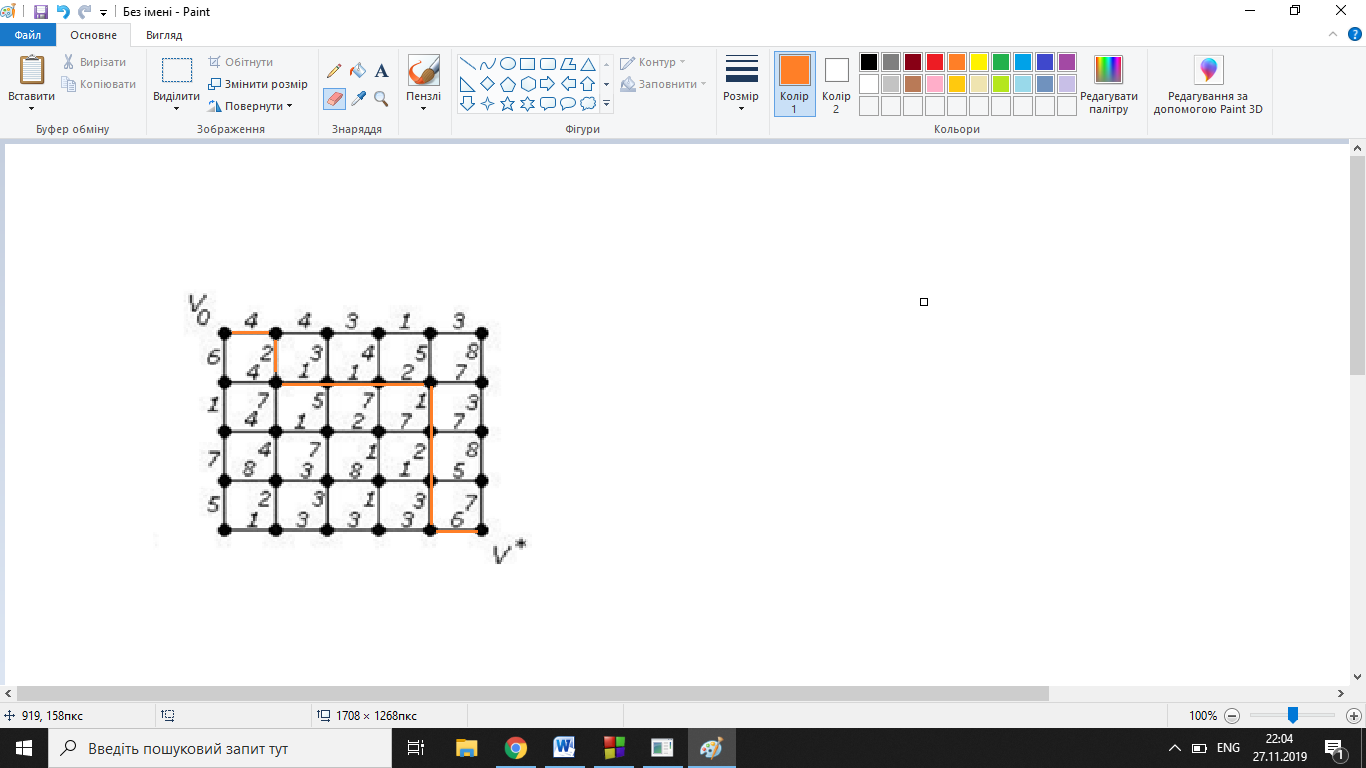 Без імені - Paint
Файл Основне Вигляд
Вставити
Вирізати
Копіювати
Буфер обміну
Виділити
Обітнути
Змінити розмір
Повернути
Зображення
A
Знаряддя
Пензлі
Контур
Заповнити
Фігури
Розмір
Колір
1
Колір
2
Редагувати
палітру
Кольори
Редагування за
допомогою Paint 3D
V0
4 4 3 1 3
6 2 3 4 5 8
4 1 1 2 7
1 7 5 7 1 3
4 1 2 7 7
7 4 7 1 2 8
8 3 8 1 5
5 2 3 1 3 7
1 3 3 3 6
V*
919, 158пкс
1708 × 1268пкс
100%
Введіть пошуковий запит тут
ENG
22:04
27.11.2019
1